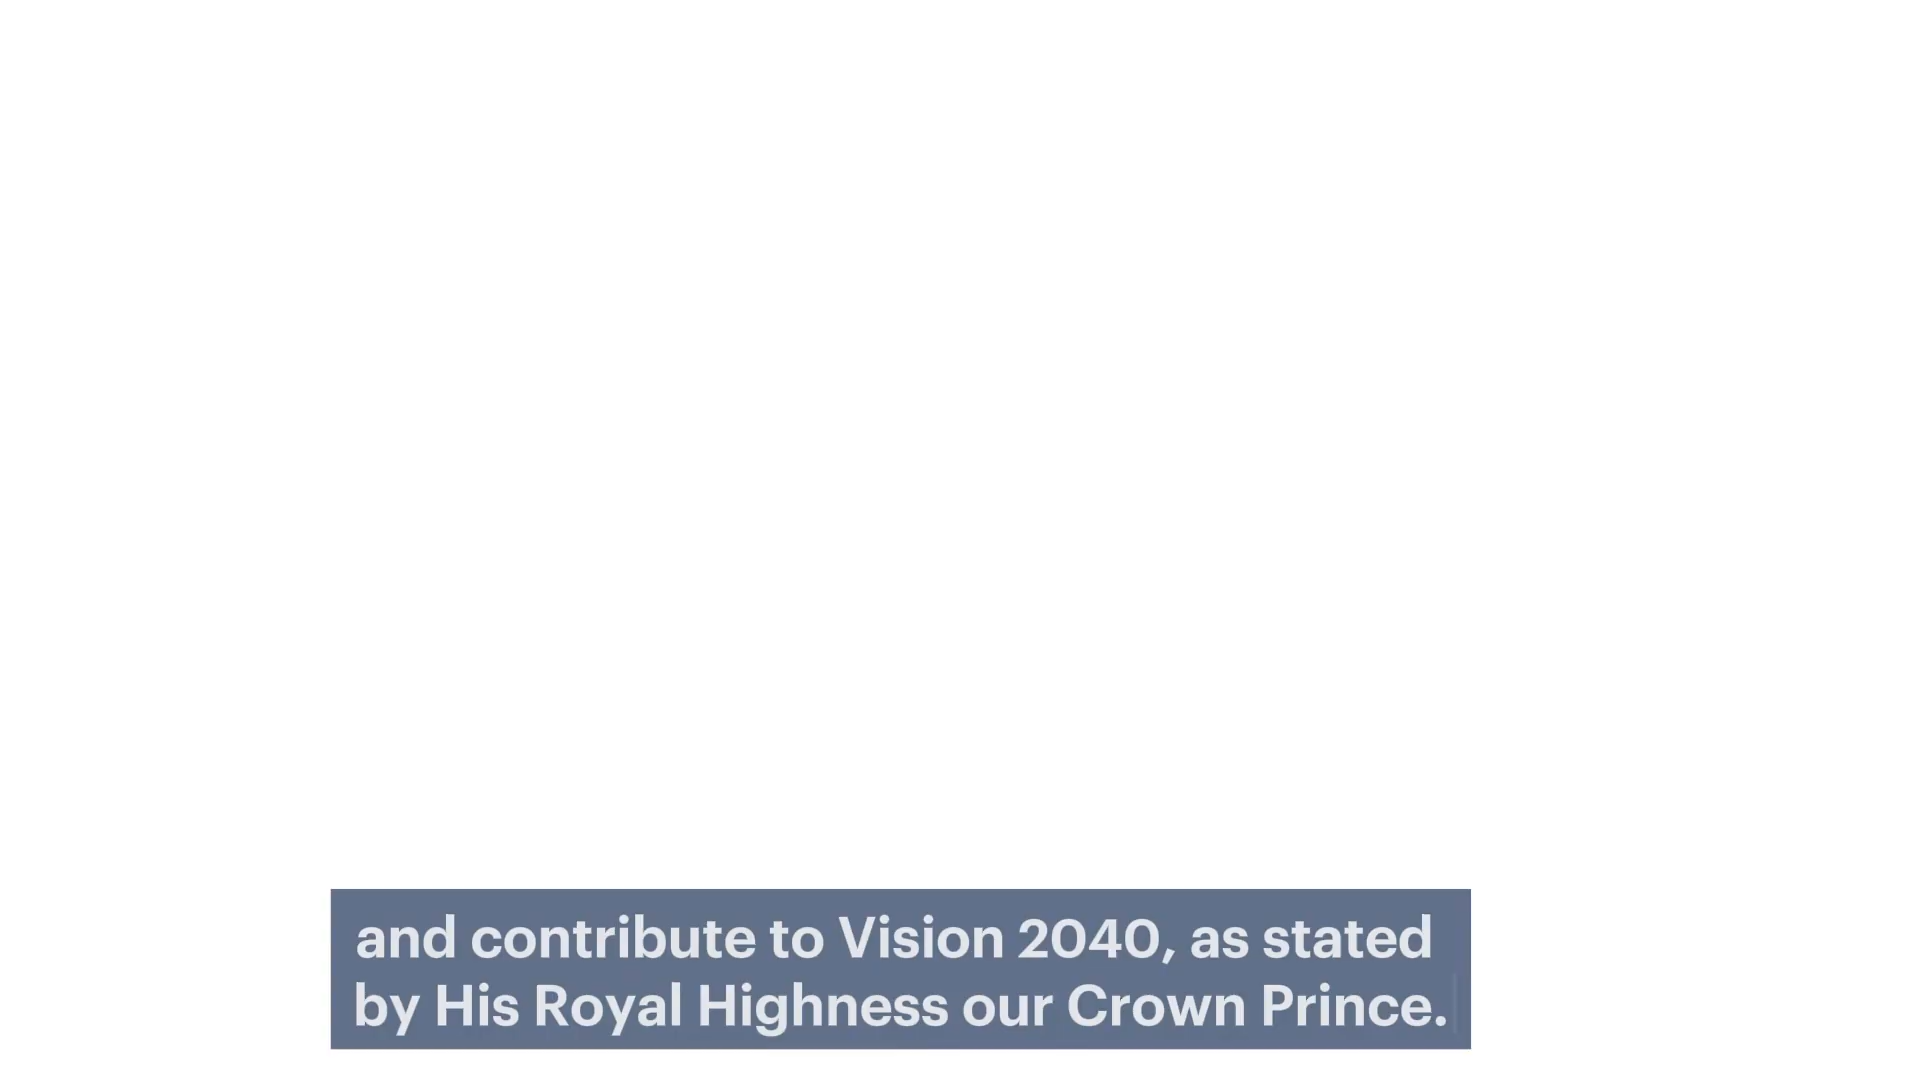 and contribute to Vision 2040, as stated
by His Royal Highness our Crown Prince.